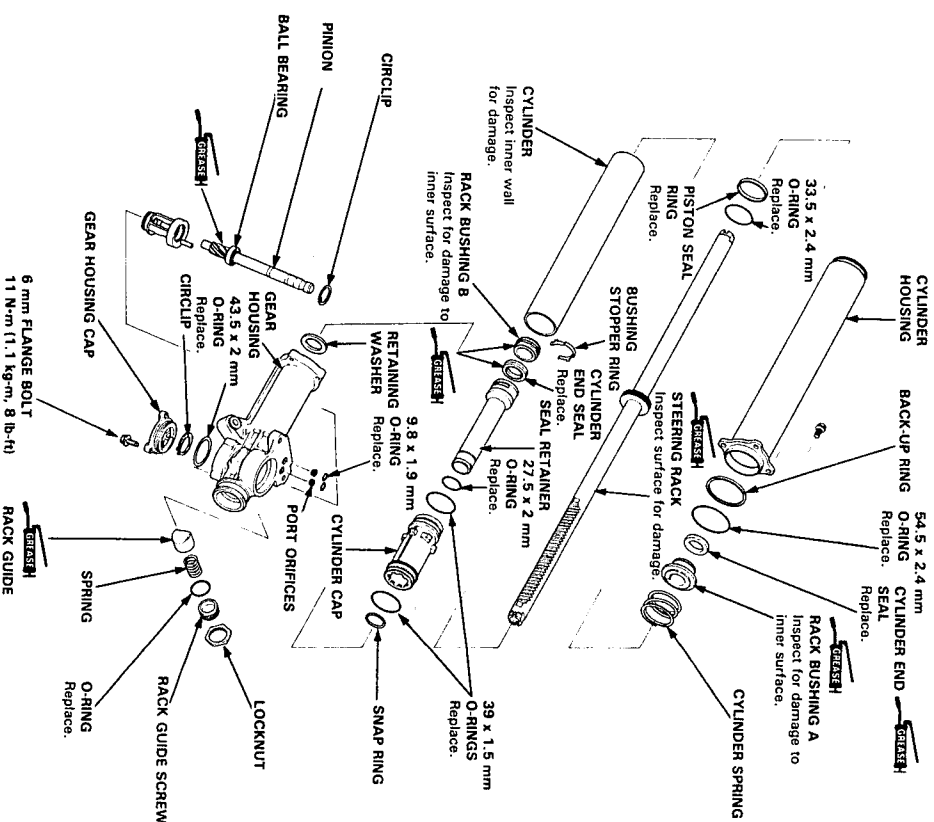 CYLINDER
HOUSING
BACK-UP RING
54.5 x 2.4 mm
O-RING
Replace.
CYLINDER END
SEAL
Replace.
GREASE
33.5 x 2.4 mm
O-RING
Replace.
PISTON SEAL
RING
Replace.
STEERING RACK
Inspect surface for damage.
GREASE
RACK BUSHING A
Inspect for damage to
inner surface.
GREASE
CYLINDER SPRING
CYLINDER
Inspect inner wall
for damage.
BUSHING
STOPPER RING
CYLINDER
END SEAL
Replace.
SEAL RETAINER
27.5 x 2 mm
O-RING
Replace.
39 x 1.5 mm
O-RINGS
Replace.
RACK BUSHING B
Inspect for damage to
inner surface.
GREASE
CYLINDER CAP
SNAP RING
CIRCLIP
PINION
BALL BEARING
GREASE
RETAINING
WASHER
9.8 x 1.9 mm
O-RING
Replace.
PORT ORIFICES
GEAR
HOUSING
43.5 x 2 mm
O-RING
Replace.
CIRCLIP
GEAR HOUSING CAP
6 mm FLANGE BOLT
11 N·m (1.1 kg-m, 8 lb-ft)
LOCKNUT
RACK GUIDE SCREW
O-RING
Replace.
SPRING
GREASE
RACK GUIDE